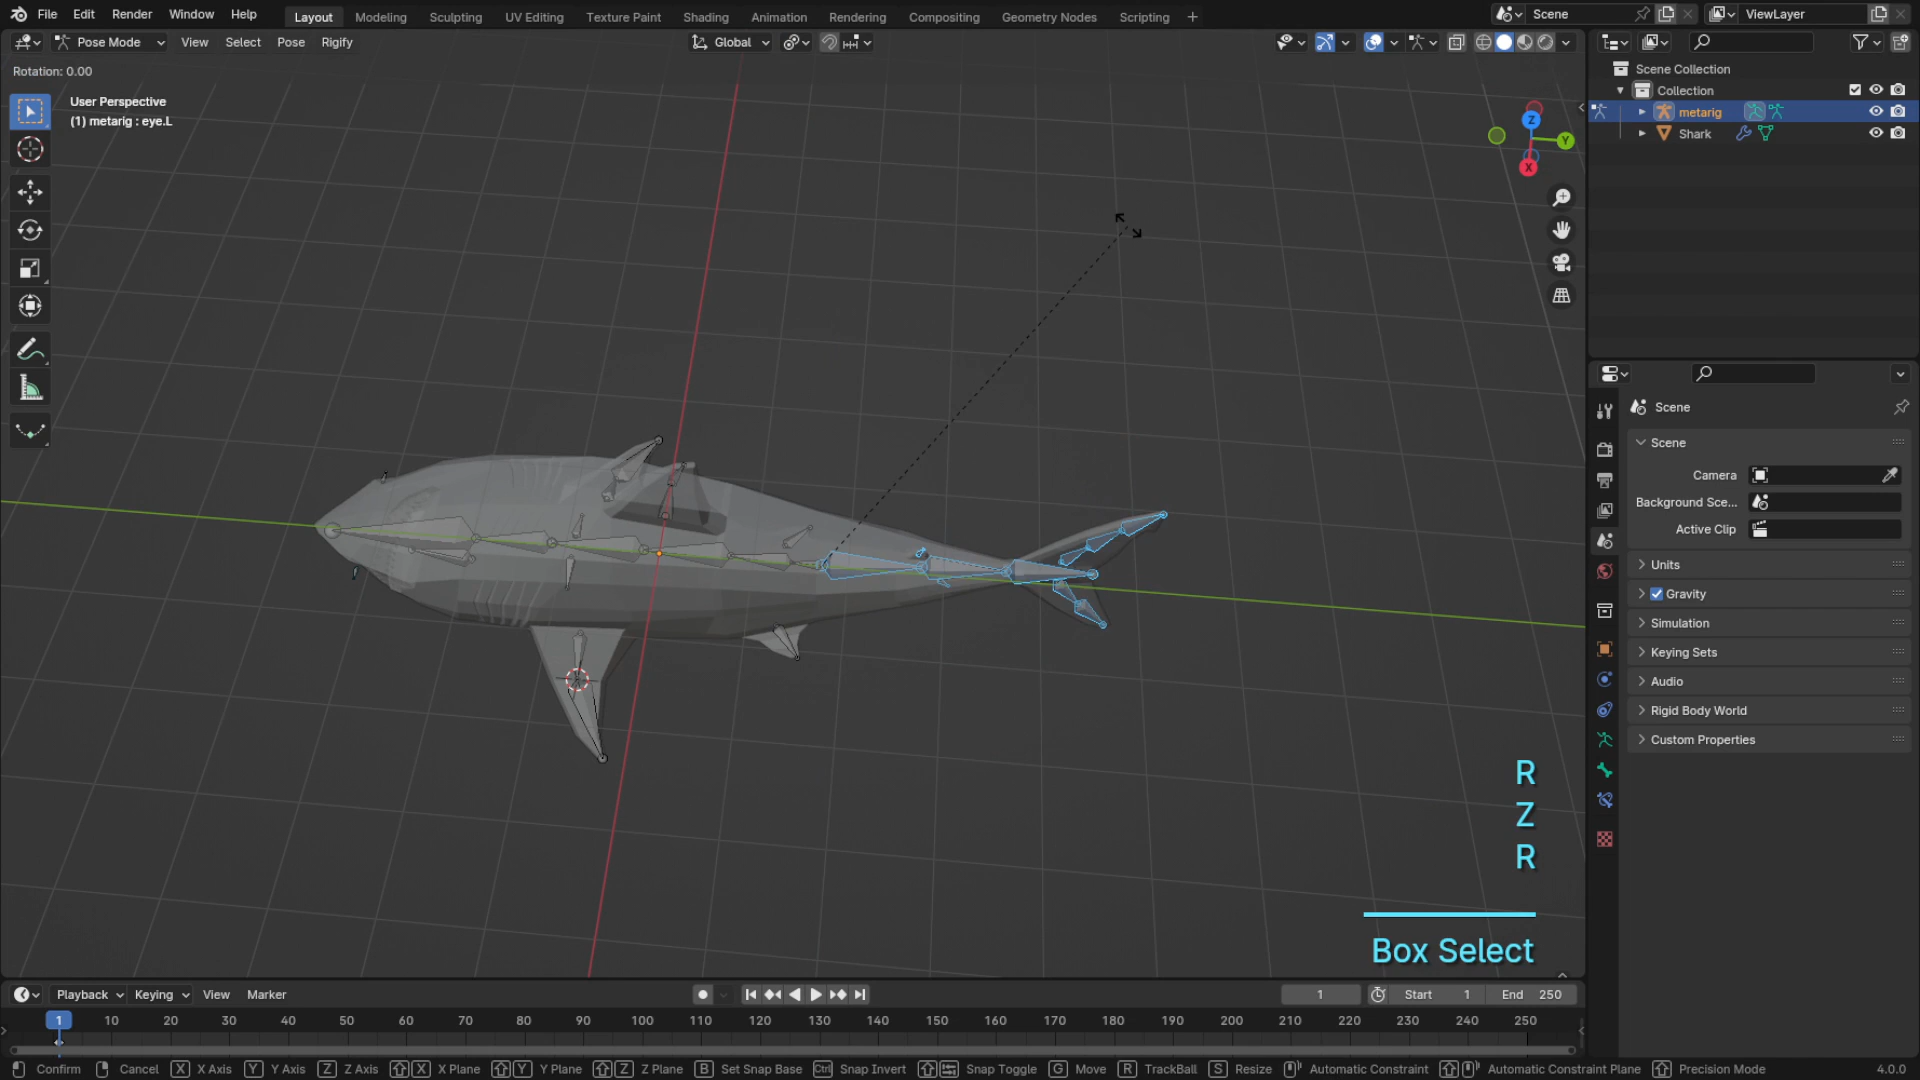 File Edit Render Window Help Layout Modeling Sculpting UV Editing Texture Paint Shading Animation Rendering Compositing Geometry Nodes Scripting + Scene ViewLayer
Pose Mode View Select Pose Rigify Global
Rotation: 0.00
User Perspective
(1) metarig : eye.L
Z
Y
X
Scene Collection
Collection
metarig
Shark
Scene
Scene
Camera
Background Sce...
Active Clip
Units
Gravity
Simulation
Keying Sets
Audio
Rigid Body World
Custom Properties
R
Z
R
Box Select
Playback Keying View Marker 1 Start 1 End 250
1 10 20 30 40 50 60 70 80 90 100 110 120 130 140 150 160 170 180 190 200 210 220 230 240 250
Confirm Cancel X X Axis Y Y Axis Z Z Axis X X Plane Y Y Plane Z Z Plane B Set Snap Base Ctrl Snap Invert Snap Toggle G Move R TrackBall S Resize Automatic Constraint Automatic Constraint Plane Precision Mode 4.0.0